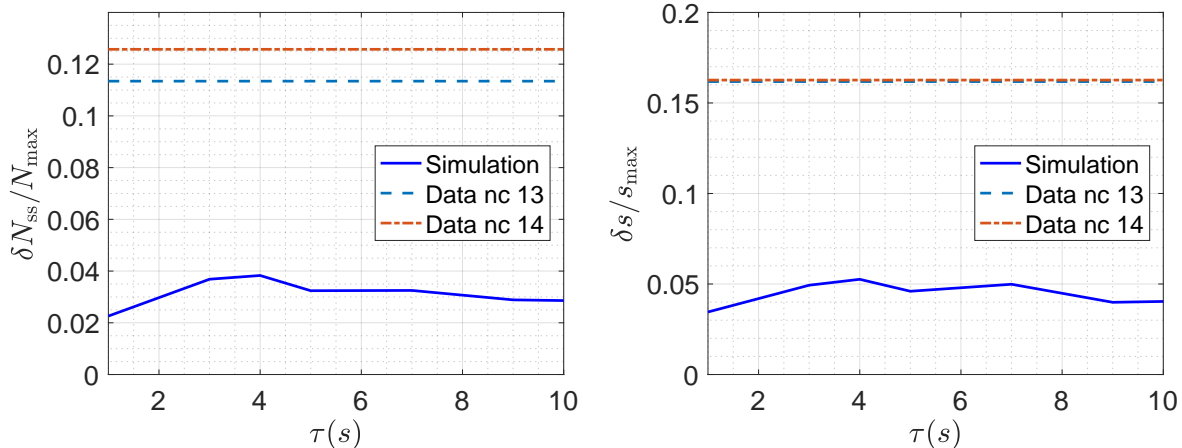 0.12
0.1
0.08
0.06
0.04
0.02
0
δN_ss/N_max
Simulation
Data nc 13
Data nc 14
2 4 6 8 10
τ(s)
0.2
0.15
0.1
0.05
0
δs/s_max
Simulation
Data nc 13
Data nc 14
2 4 6 8 10
τ(s)